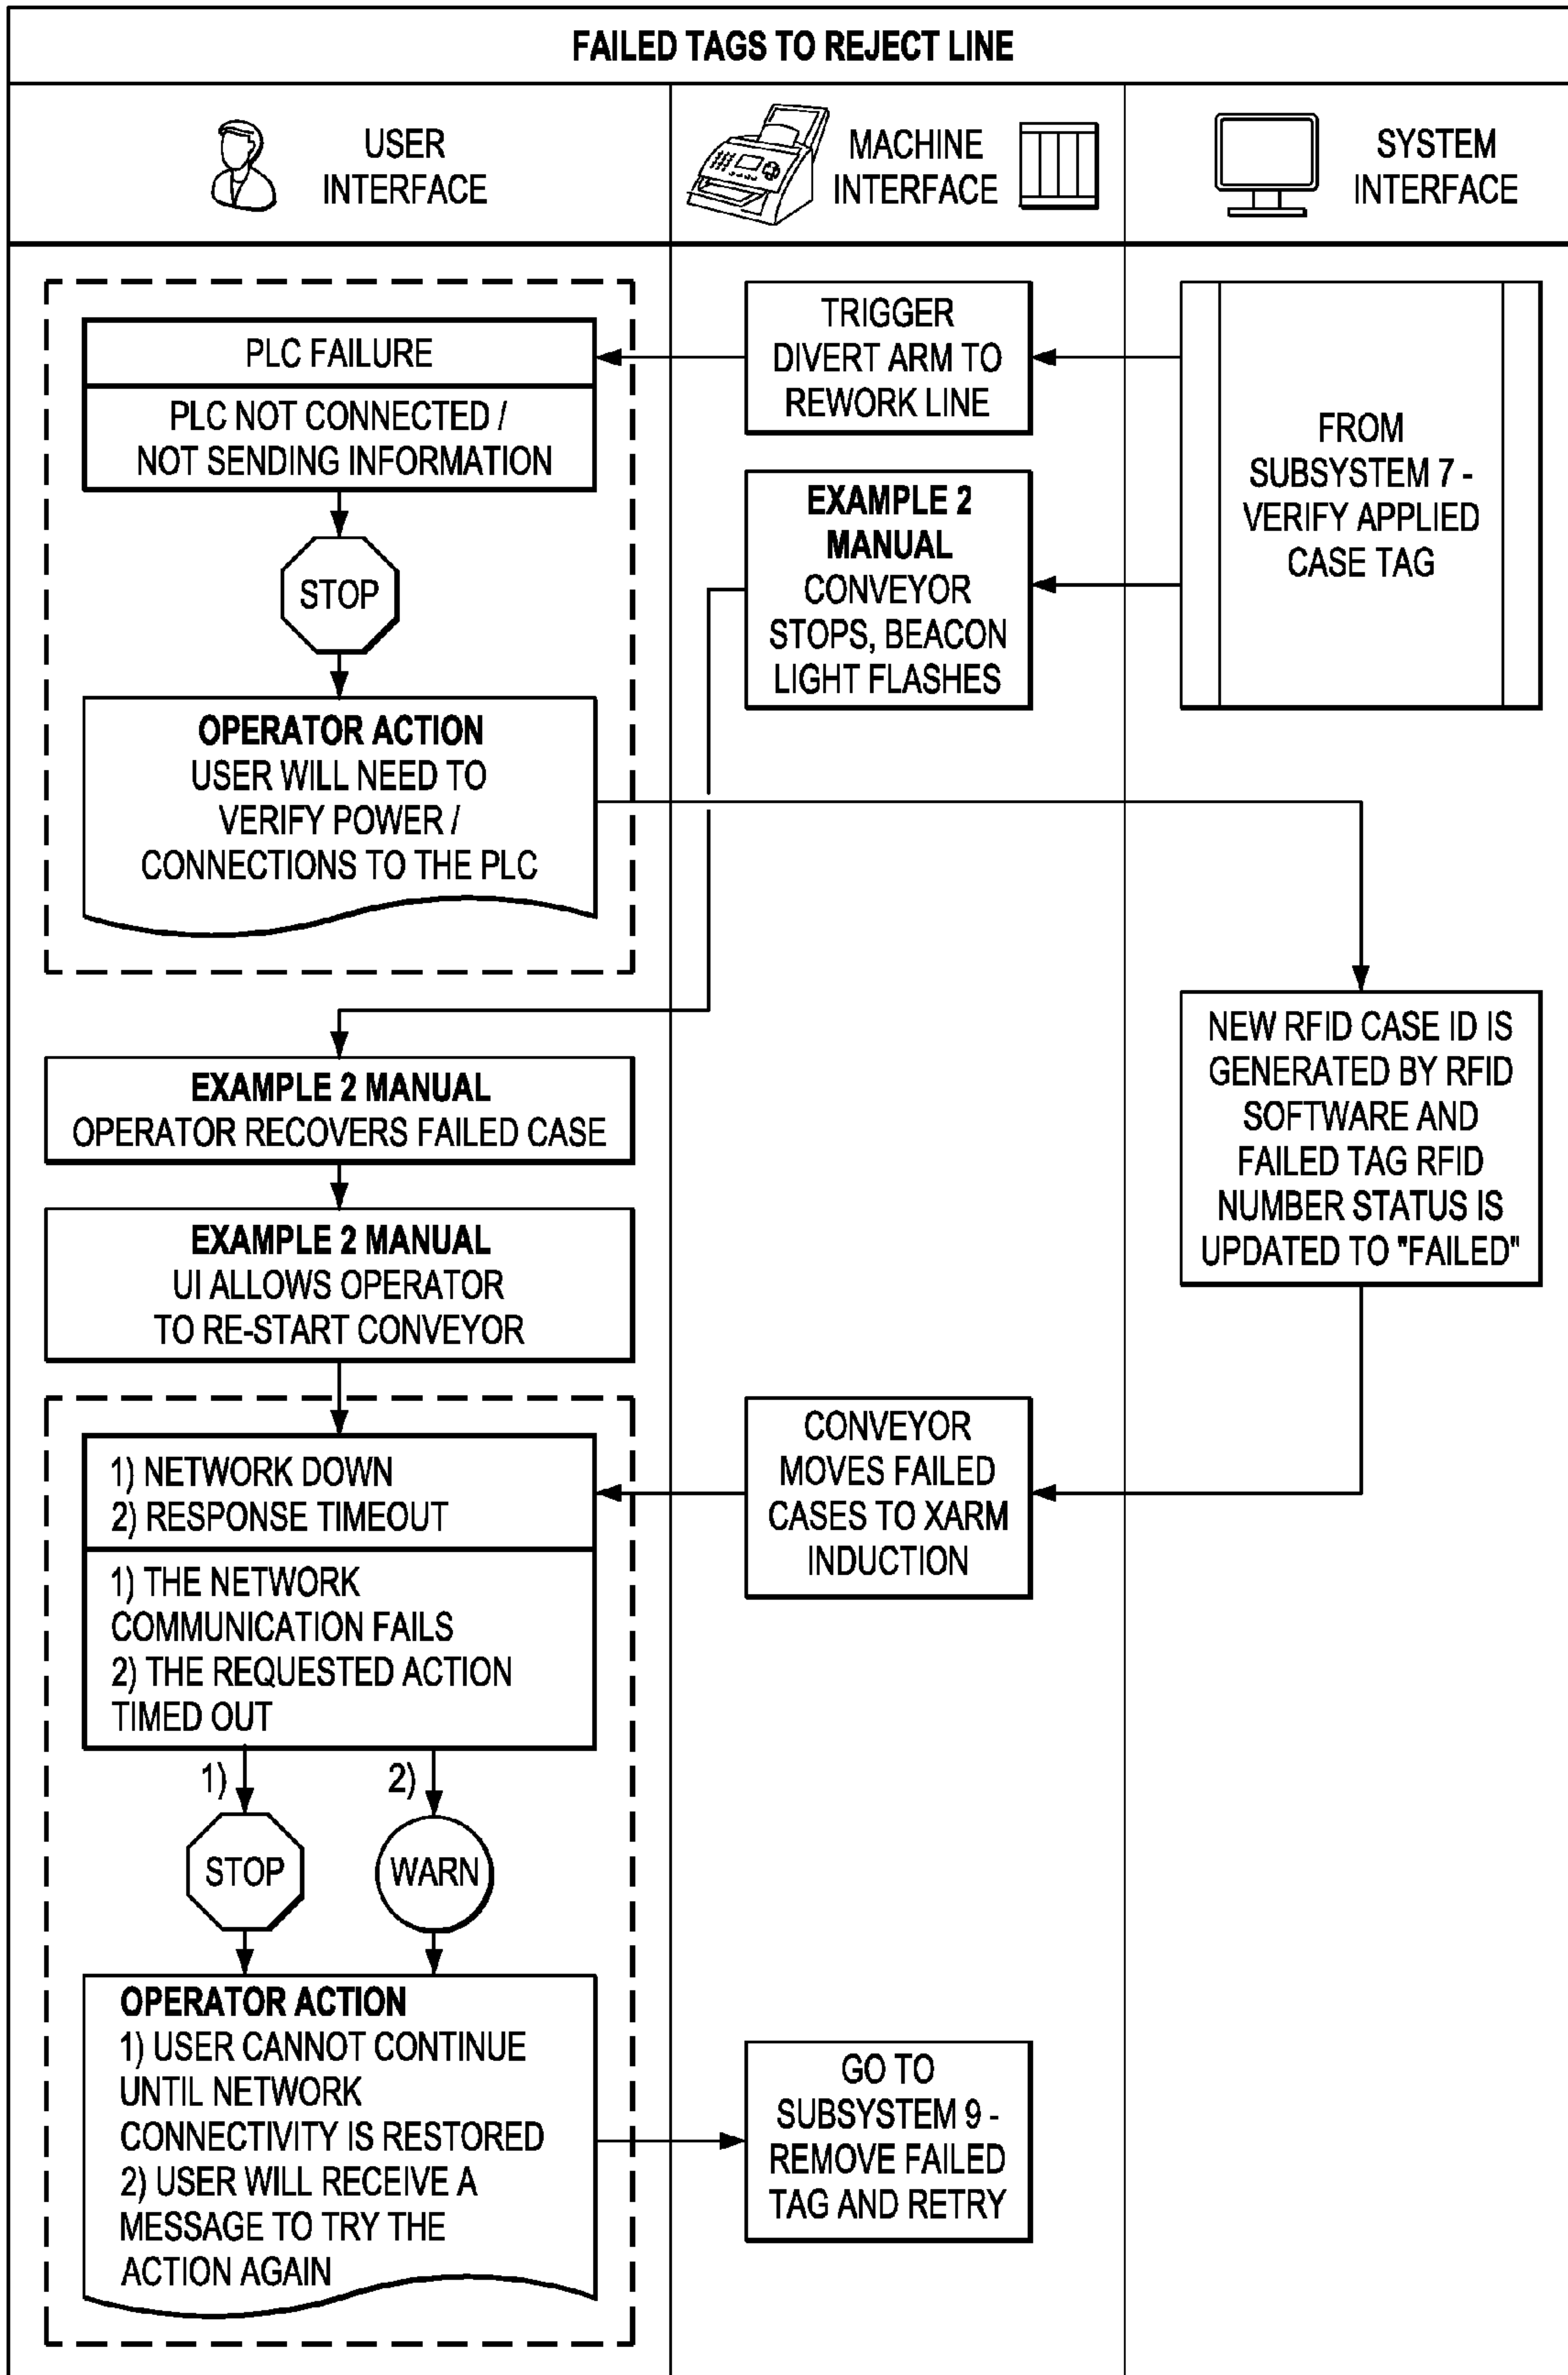 FAILED TAGS TO REJECT LINE
USER
INTERFACE
MACHINE
INTERFACE
SYSTEM
INTERFACE
PLC FAILURE
PLC NOT CONNECTED /
NOT SENDING INFORMATION
STOP
OPERATOR ACTION
USER WILL NEED TO
VERIFY POWER /
CONNECTIONS TO THE PLC
TRIGGER
DIVERT ARM TO
REWORK LINE
EXAMPLE 2
MANUAL
CONVEYOR
STOPS, BEACON
LIGHT FLASHES
FROM
SUBSYSTEM 7 -
VERIFY APPLIED
CASE TAG
EXAMPLE 2 MANUAL
OPERATOR RECOVERS FAILED CASE
EXAMPLE 2 MANUAL
UI ALLOWS OPERATOR
TO RE-START CONVEYOR
NEW RFID CASE ID IS
GENERATED BY RFID
SOFTWARE AND
FAILED TAG RFID
NUMBER STATUS IS
UPDATED TO "FAILED"
1) NETWORK DOWN
2) RESPONSE TIMEOUT
1) THE NETWORK
COMMUNICATION FAILS
2) THE REQUESTED ACTION
TIMED OUT
CONVEYOR
MOVES FAILED
CASES TO XARM
INDUCTION
1)
2)
STOP
WARN
OPERATOR ACTION
1) USER CANNOT CONTINUE
UNTIL NETWORK
CONNECTIVITY IS RESTORED
2) USER WILL RECEIVE A
MESSAGE TO TRY THE
ACTION AGAIN
GO TO
SUBSYSTEM 9 -
REMOVE FAILED
TAG AND RETRY